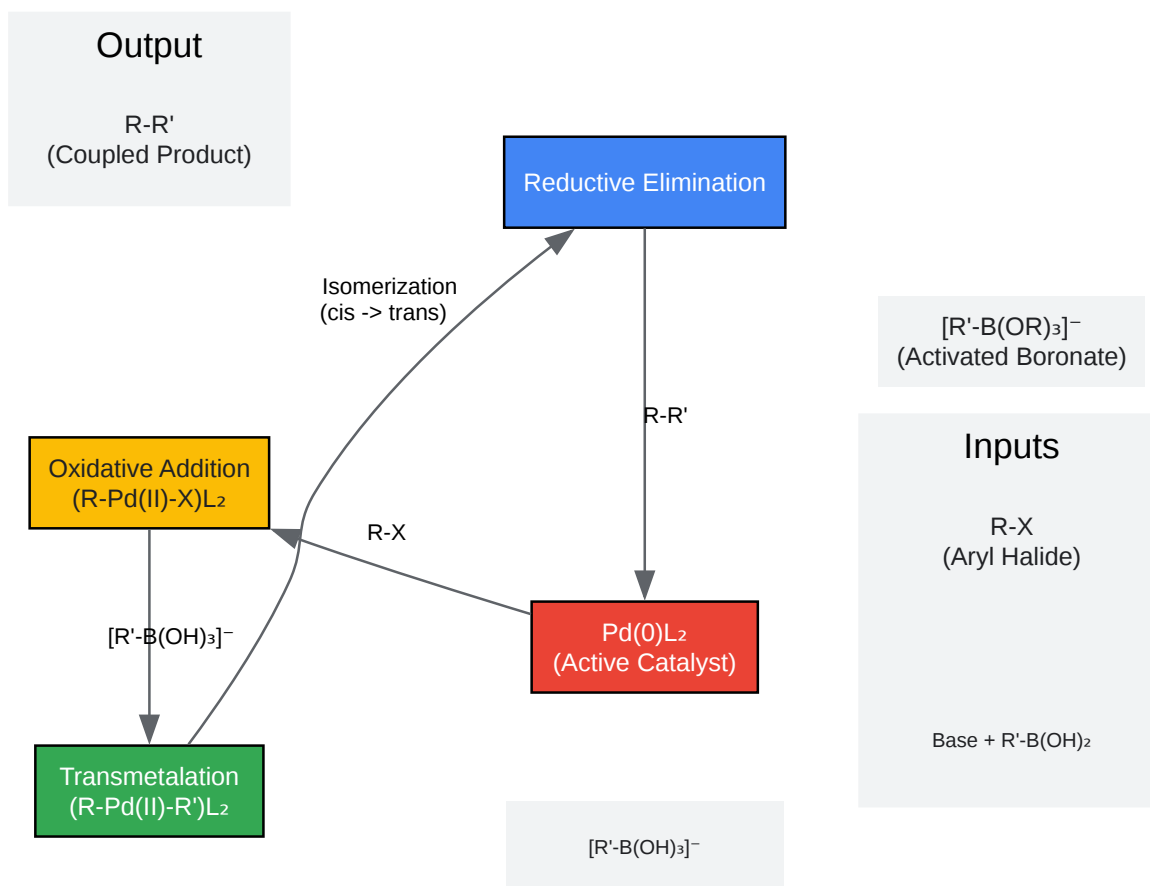 Output
R-R'
(Coupled Product)
Reductive Elimination
Isomerization
(cis -> trans)
[R'-B(OR)₃]⁻
(Activated Boronate)
R-R'
Inputs
Oxidative Addition
(R-Pd(II)-X)L₂
R-X
R-X
(Aryl Halide)
[R'-B(OH)₃]⁻
Pd(0)L₂
(Active Catalyst)
Base + R'-B(OH)₂
Transmetalation
(R-Pd(II)-R')L₂
[R'-B(OH)₃]⁻